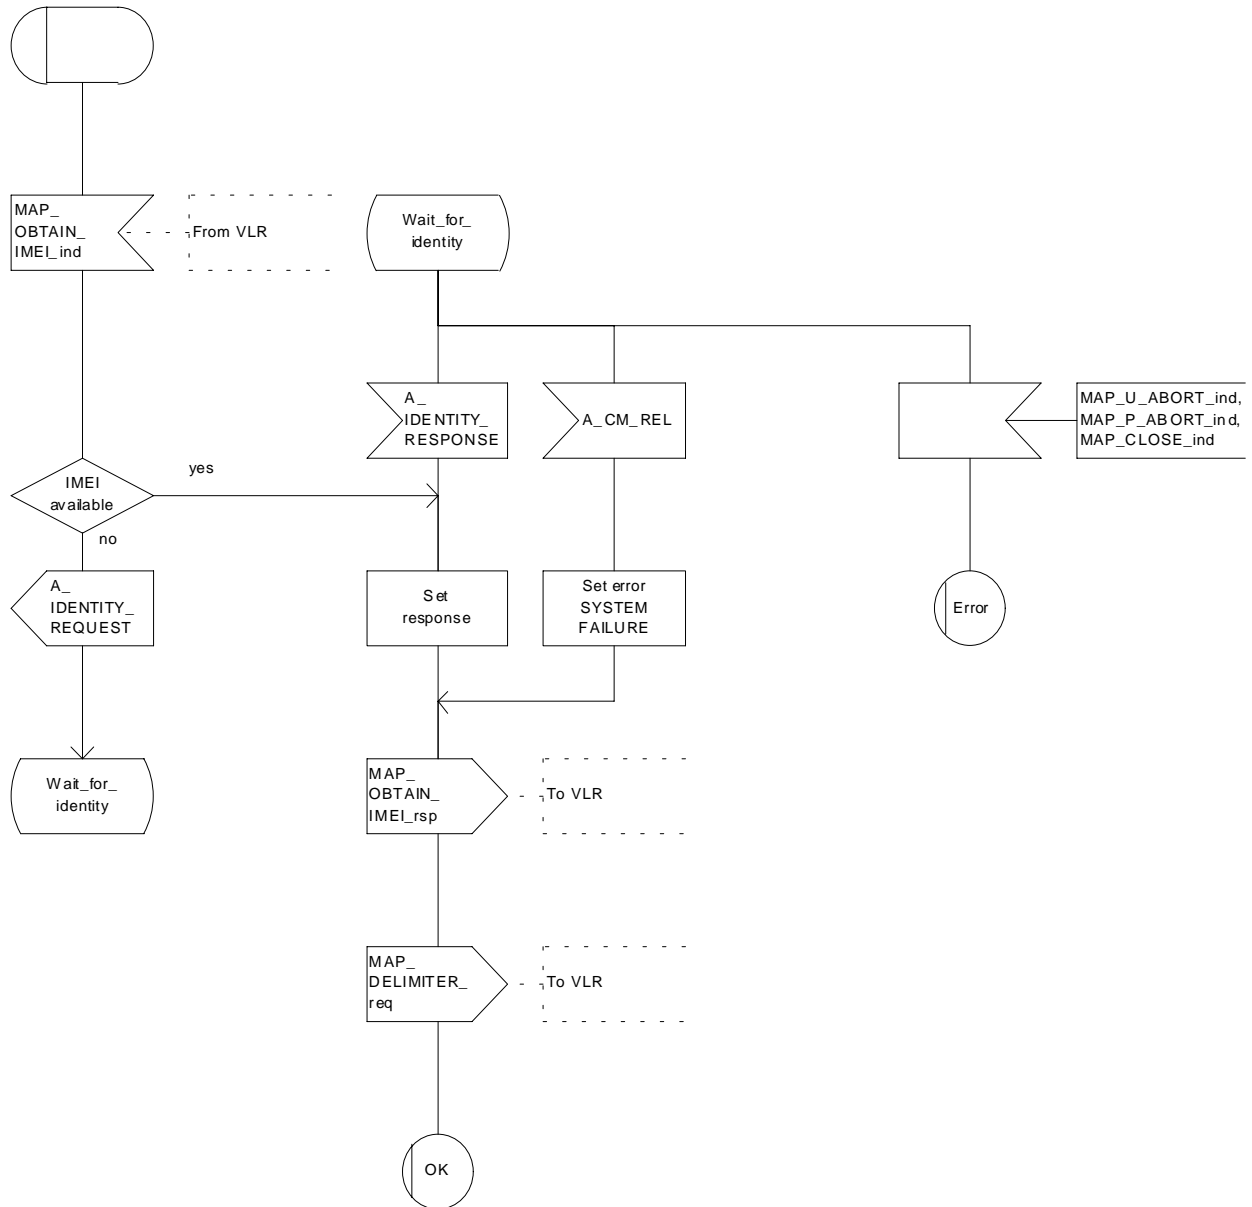 MAP_
OBTAIN_
IMEI_ind
From VLR
Wait_for_
identity
A_
IDENTITY_
RESPONSE
A_CM_REL
MAP_U_ABORT_ind,
MAP_P_ABORT_ind,
MAP_CLOSE_ind
IMEI
available
yes
no
A_
IDENTITY_
REQUEST
Set
response
Set error
SYSTEM
FAILURE
Error
Wait_for_
identity
MAP_
OBTAIN_
IMEI_rsp
To VLR
MAP_
DELIMITER_
req
To VLR
OK